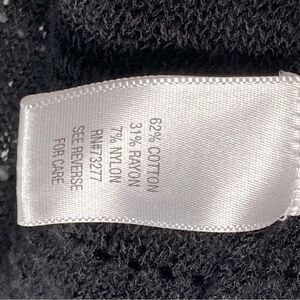 62% COTTON
31% RAYON
7% NYLON
RN#73277
SEE REVERSE
FOR CARE